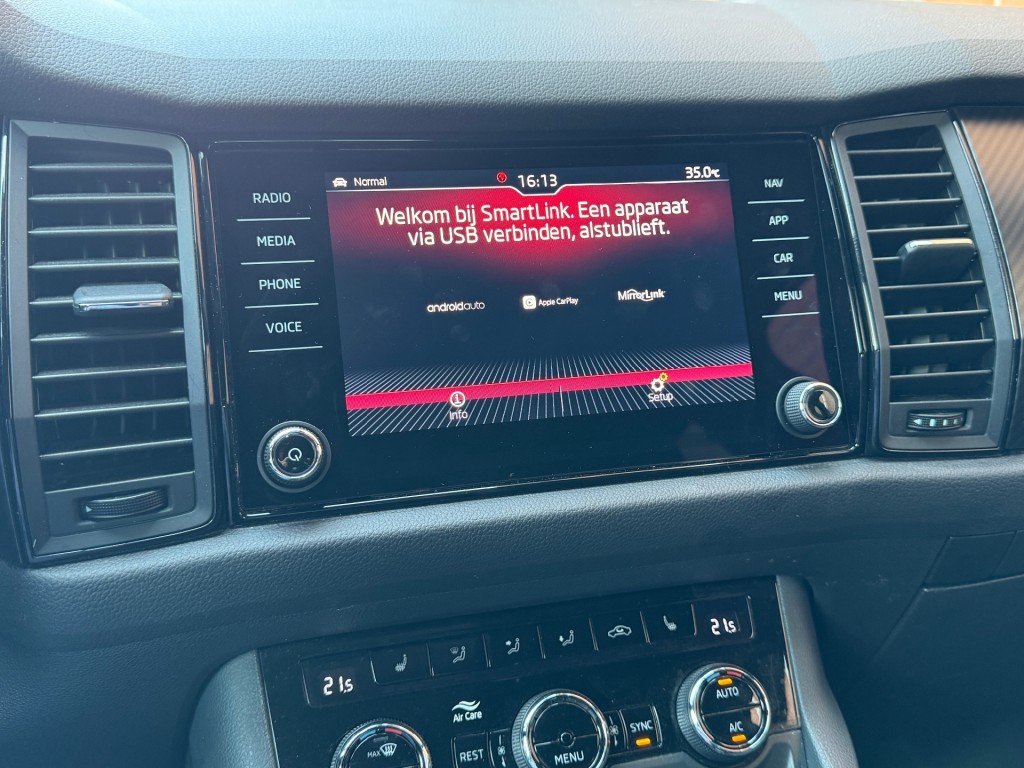 Normal
16:13
35.0°C
RADIO
MEDIA
PHONE
VOICE
Welkom bij SmartLink. Een apparaat
via USB verbinden, alstublieft.
androidauto
Apple CarPlay
MirrorLink
Info
Setup
NAV
APP
CAR
MENU
21.5
21.5
Air Care
MAX
REST
MENU
SYNC
AUTO
A/C